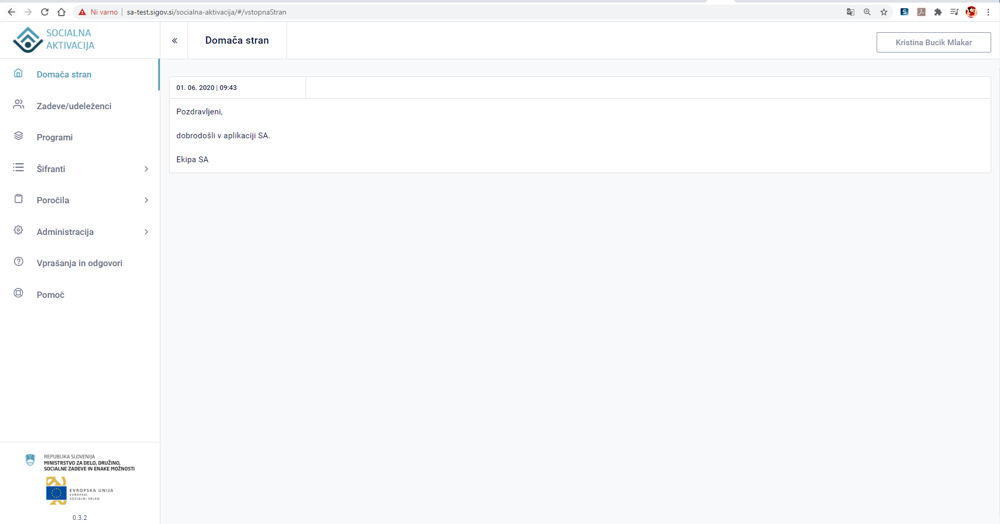 Ni varno
sa-test.sigov.si/socialna-aktivacija/#/vstopnaStran
SOCIALNA
AKTIVACIJA
«
Domača stran
Kristina Bucik Mlakar
Domača stran
Zadeve/udeleženci
Programi
Šifranti
Poročila
Administracija
Vprašanja in odgovori
Pomoč
01. 06. 2020 | 09:43
Pozdravljeni,
dobrodošli v aplikaciji SA.
Ekipa SA
REPUBLIKA SLOVENIJA
MINISTRSTVO ZA DELO, DRUŽINO,
SOCIALNE ZADEVE IN ENAKE MOŽNOSTI
EVROPSKA UNIJA
EVROPSKI
SOCIALNI SKLAD
0.3.2